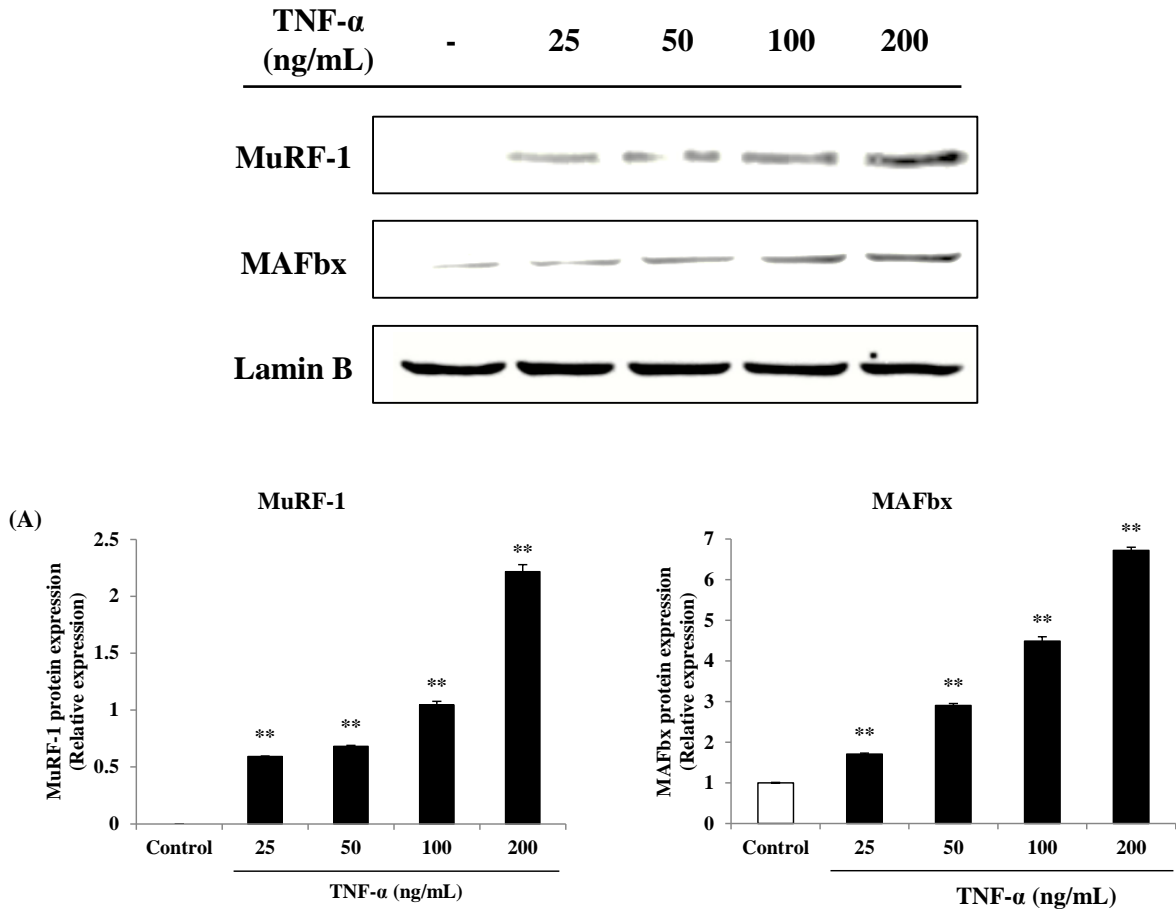 TNF-α
(ng/mL)
- 25 50 100 200
MuRF-1
MAFbx
Lamin B
(A)
MuRF-1
MuRF-1 protein expression
(Relative expression)
2.5
2
1.5
1
0.5
0
**
**
**
**
Control 25 50 100 200
TNF-α (ng/mL)
MAFbx
MAFbx protein expression
(Relative expression)
7
6
5
4
3
2
1
0
**
**
**
**
Control 25 50 100 200
TNF-α (ng/mL)